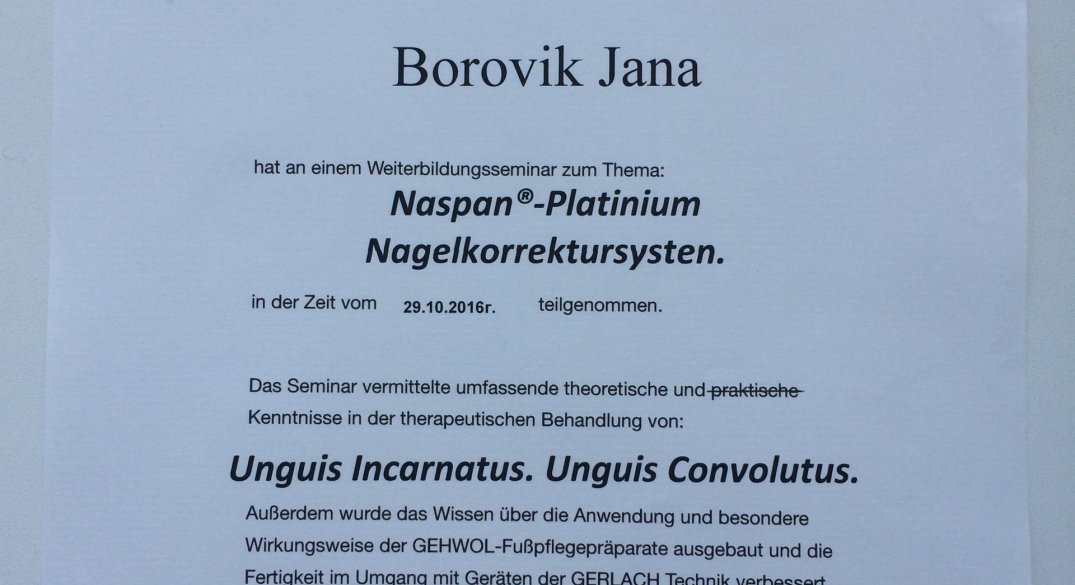 Borovik Jana
hat an einem Weiterbildungsseminar zum Thema:
Naspan®-Platinium
Nagelkorrektursysten.
in der Zeit vom 29.10.2016г. teilgenommen.
Das Seminar vermittelte umfassende theoretische und praktische
Kenntnisse in der therapeutischen Behandlung von:
Unguis Incarnatus. Unguis Convolutus.
Außerdem wurde das Wissen über die Anwendung und besondere
Wirkungsweise der GEHWOL-Fußpflegepräparate ausgebaut und die
Fertigkeit im Umgang mit Geräten der GERLACH Technik verbessert